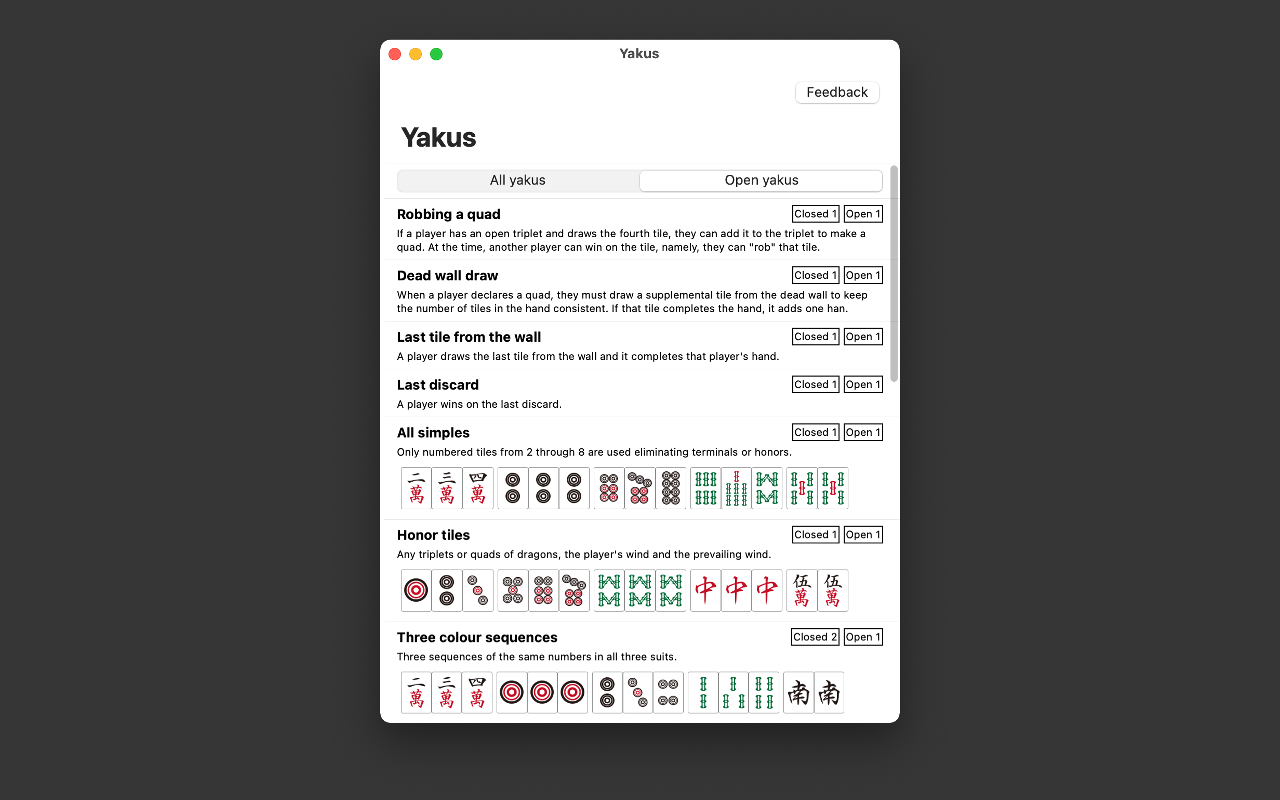 Yakus
Feedback
Yakus
All yakus
Open yakus
Robbing a quad
Closed 1
Open 1
If a player has an open triplet and draws the fourth tile, they can add it to the triplet to make a
quad. At the time, another player can win on the tile, namely, they can "rob" that tile.
Dead wall draw
Closed 1
Open 1
When a player declares a quad, they must draw a supplemental tile from the dead wall to keep
the number of tiles in the hand consistent. If that tile completes the hand, it adds one han.
Last tile from the wall
Closed 1
Open 1
A player draws the last tile from the wall and it completes that player's hand.
Last discard
Closed 1
Open 1
A player wins on the last discard.
All simples
Closed 1
Open 1
Only numbered tiles from 2 through 8 are used eliminating terminals or honors.
二萬 三萬 四萬
Honor tiles
Closed 1
Open 1
Any triplets or quads of dragons, the player's wind and the prevailing wind.
中 中 中 伍萬 伍萬
Three colour sequences
Closed 2
Open 1
Three sequences of the same numbers in all three suits.
二萬 三萬 四萬 南 南